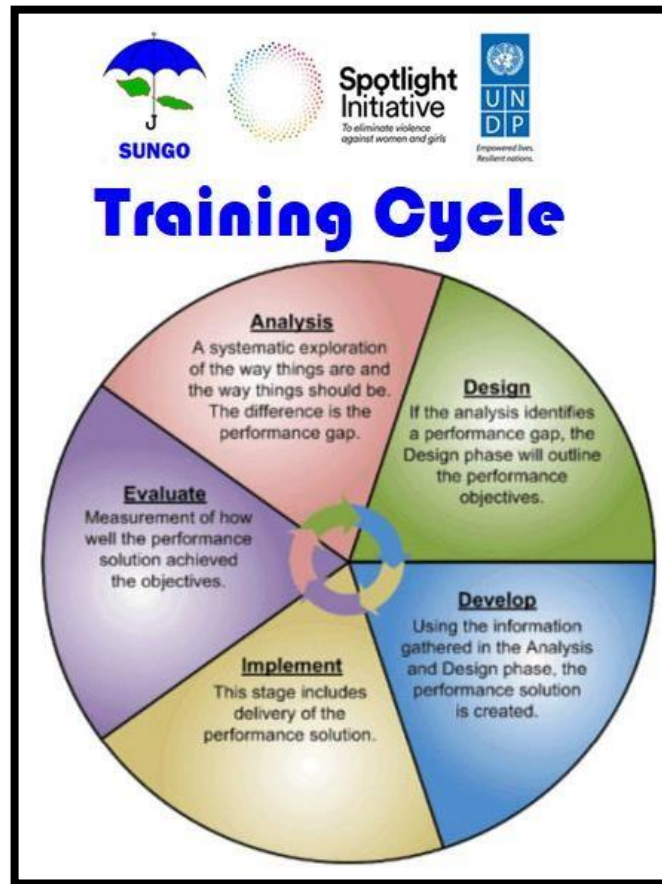 SUNGO
Spotlight
Initiative
To eliminate violence
against women and girls
U N
D P
Empowered lives.
Resilient nations.
Training Cycle
Analysis
A systematic exploration
of the way things are and
the way things should be.
The difference is the
performance gap.
Design
If the analysis identifies
a performance gap, the
Design phase will outline
the performance
objectives.
Develop
Using the information
gathered in the Analysis
and Design phase, the
performance solution
is created.
Implement
This stage includes
delivery of the
performance solution.
Evaluate
Measurement of how
well the performance
solution achieved
the objectives.